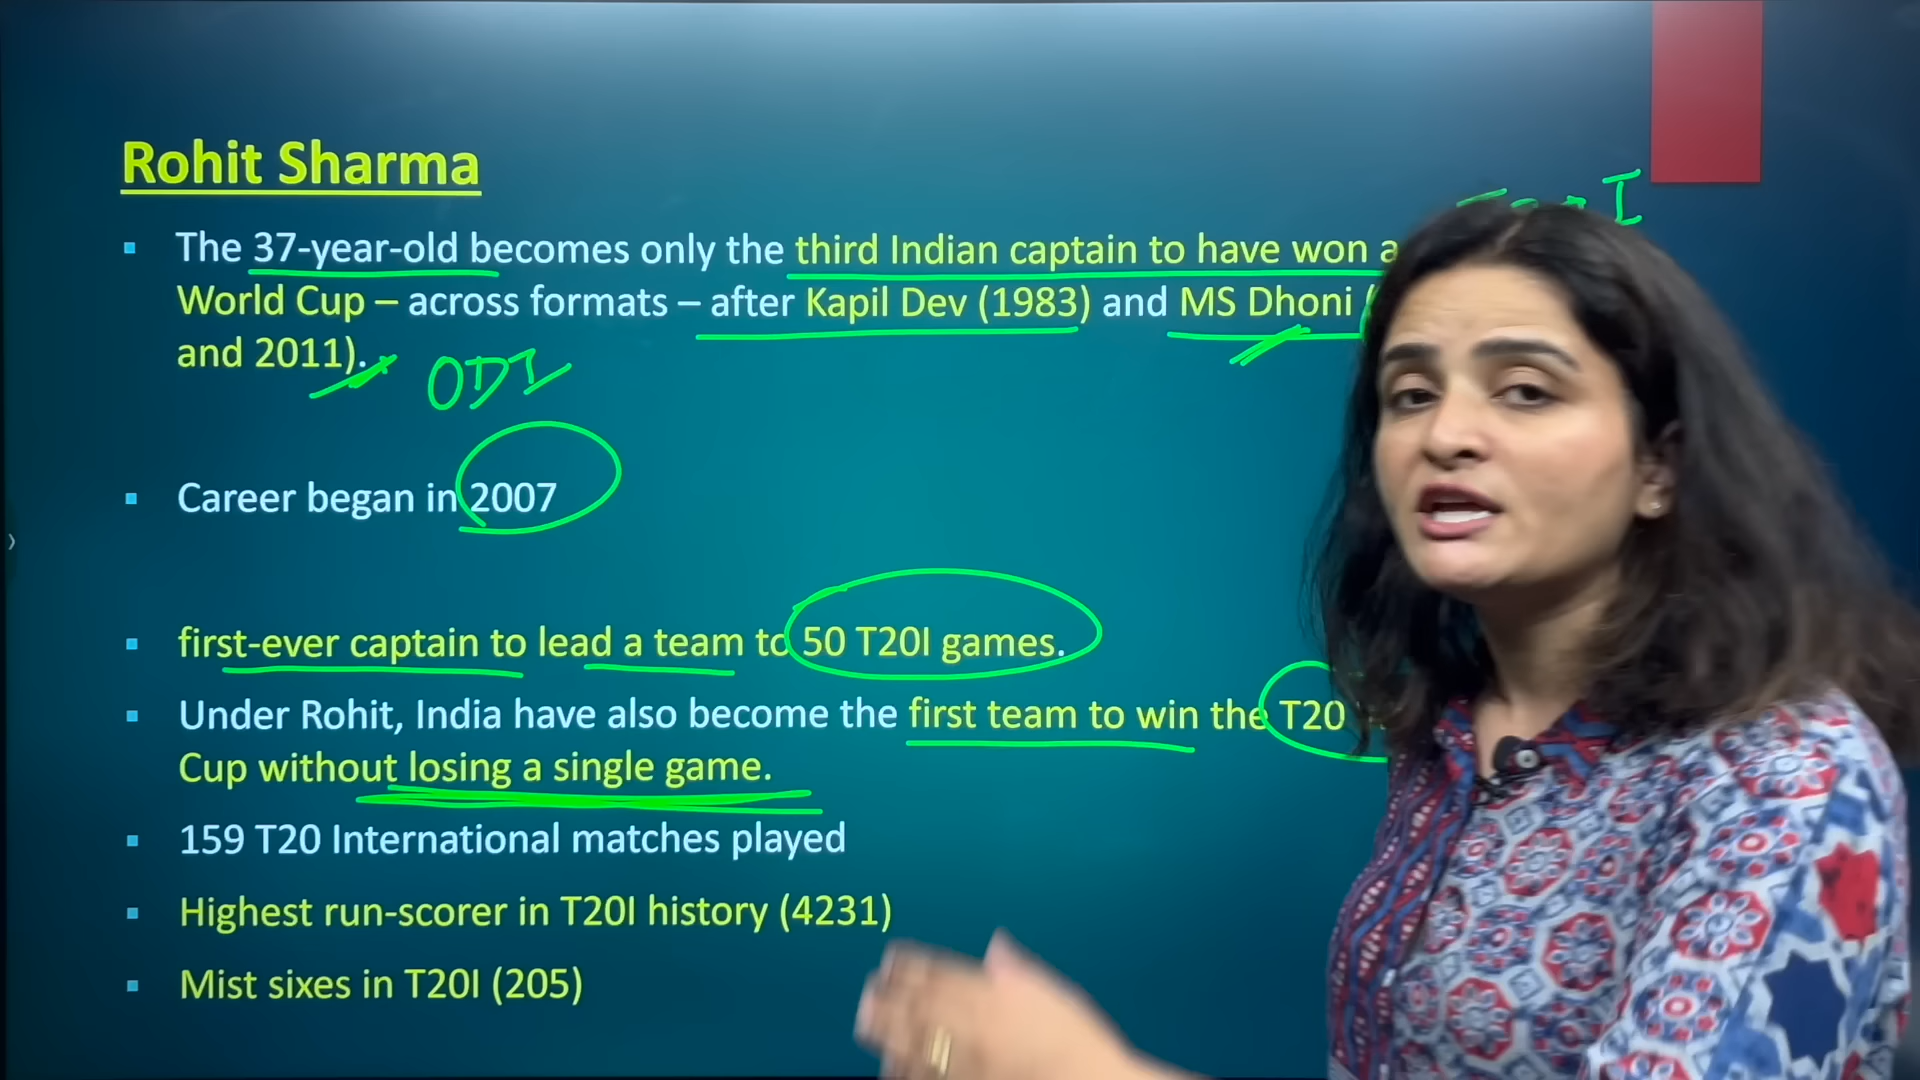 Rohit Sharma
I
The 37-year-old becomes only the third Indian captain to have won a
World Cup – across formats – after Kapil Dev (1983) and MS Dhoni (
and 2011).
ODI
Career began in 2007
first-ever captain to lead a team to 50 T20I games.
Under Rohit, India have also become the first team to win the T20
Cup without losing a single game.
159 T20 International matches played
Highest run-scorer in T20I history (4231)
Mist sixes in T20I (205)